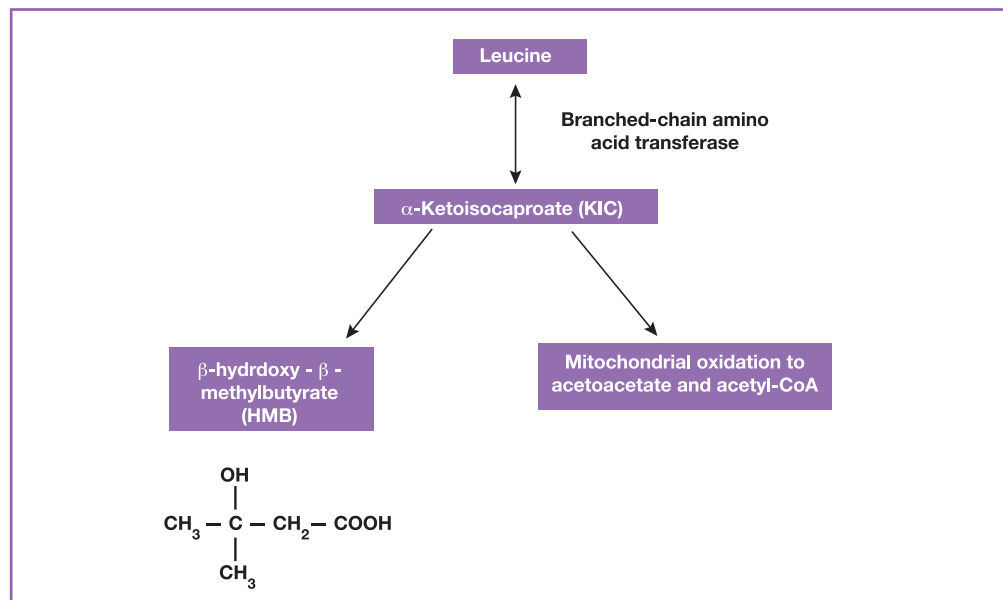 Leucine
Branched-chain amino
acid transferase
α-Ketoisocaproate (KIC)
β-hydrdoxy - β -
methylbutyrate
(HMB)
Mitochondrial oxidation to
acetoacetate and acetyl-CoA
OH
CH3 – C – CH2 – COOH
CH3